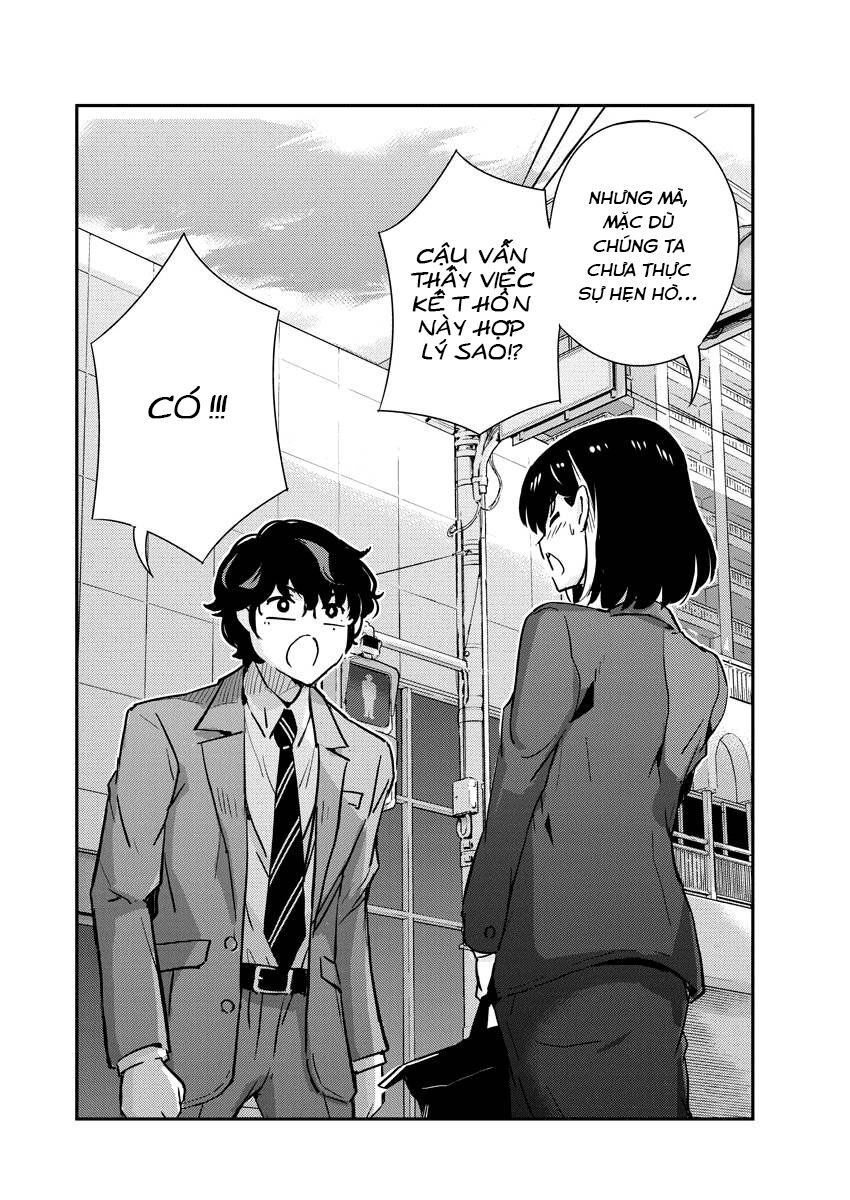 NHƯNG MÀ,
MẶC DÙ
CHÚNG TA
CHƯA THỰC
SỰ HẸN HÒ...
CẬU VẪN
THẤY VIỆC
KẾT HÔN
NÀY HỢP
LÝ SAO!?
CÓ !!!